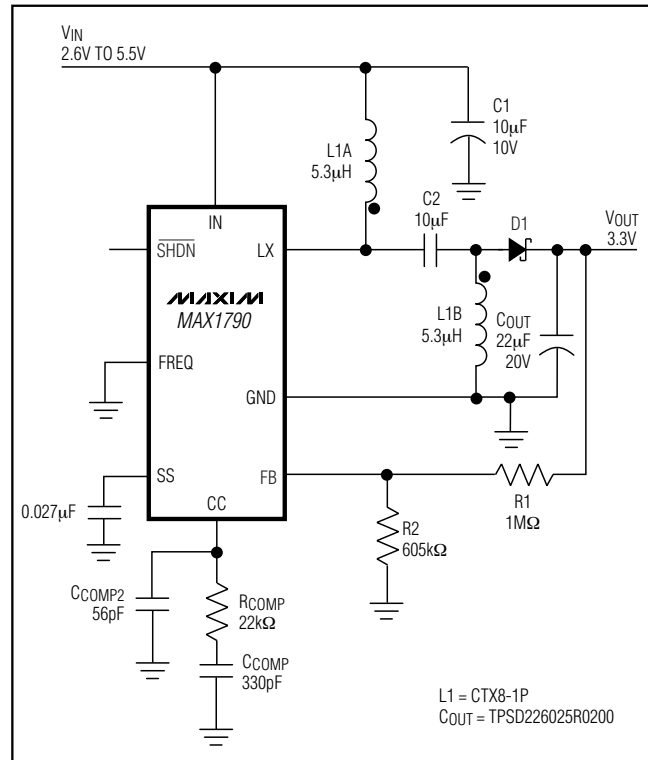 VIN
2.6V TO 5.5V
C1
10µF
10V
L1A
5.3µH
C2
10µF
D1
VOUT
3.3V
IN
SHDN
LX
MAXIM
MAX1790
L1B
5.3µH
COUT
22µF
20V
FREQ
GND
SS
FB
0.027µF
CC
R1
1MΩ
R2
605kΩ
CCOMP2
56pF
RCOMP
22kΩ
CCOMP
330pF
L1 = CTX8-1P
COUT = TPSD226025R0200